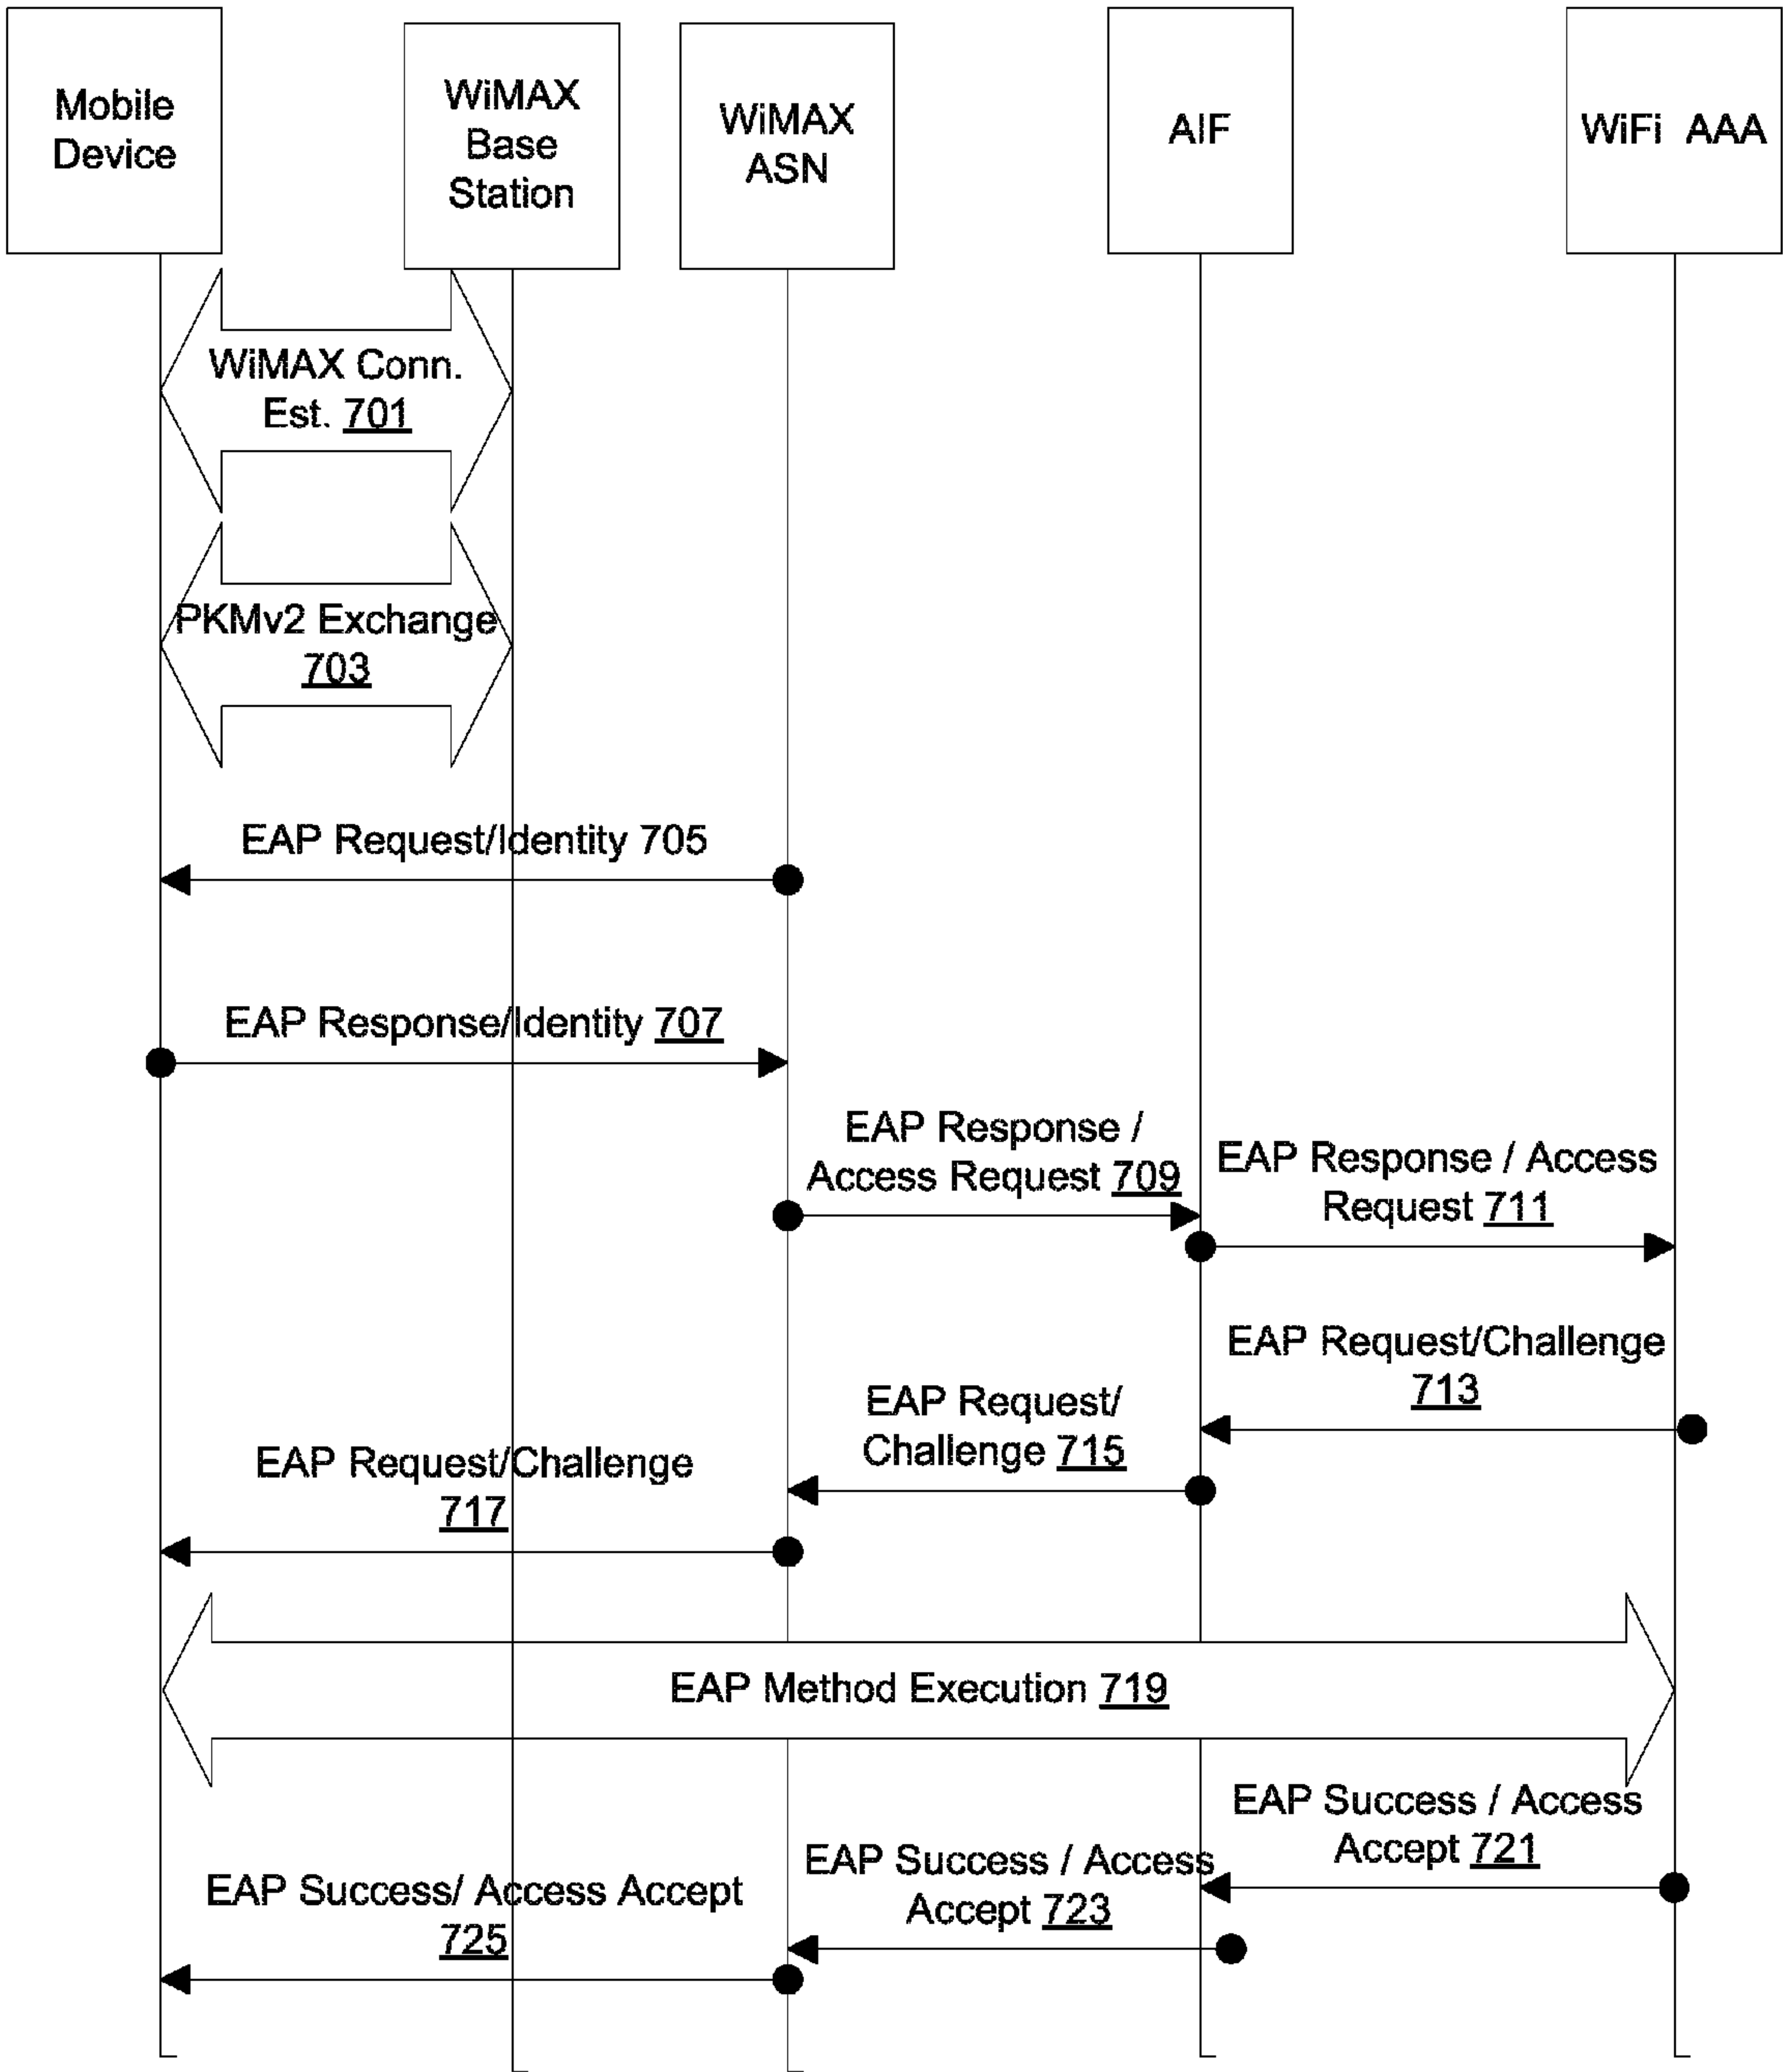 Mobile
Device
WiMAX
Base
Station
WiMAX
ASN
AIF
WiFi AAA
WiMAX Conn.
Est. 701
PKMv2 Exchange
703
EAP Request/Identity 705
EAP Response/Identity 707
EAP Response /
Access Request 709
EAP Response / Access
Request 711
EAP Request/Challenge
713
EAP Request/
Challenge 715
EAP Request/Challenge
717
EAP Method Execution 719
EAP Success / Access
Accept 721
EAP Success / Access
Accept 723
EAP Success/ Access Accept
725